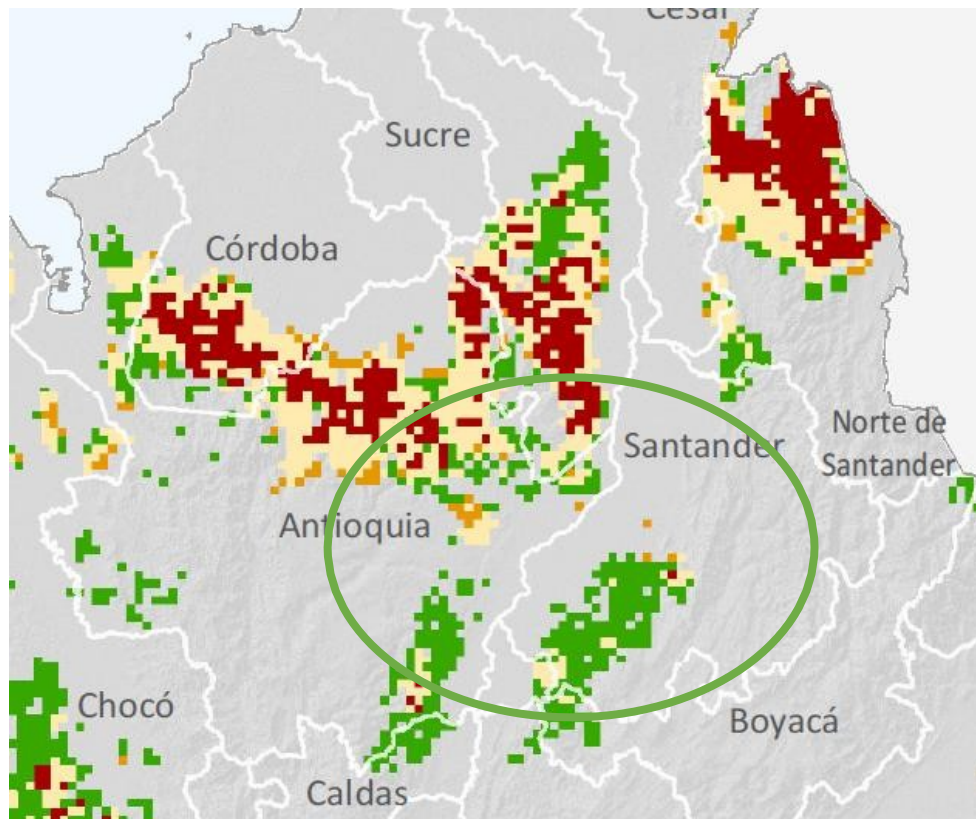 Cesar
Sucre
Córdoba
Norte de
Santander
Santander
Antioquia
Chocó
Boyacá
Caldas